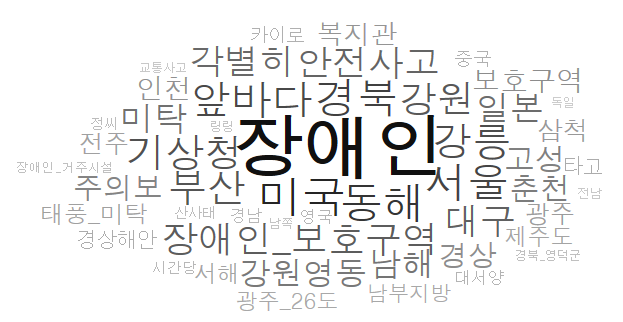 카이로 복지관
교통사고 각별히 안전사고 중국
인천 앞바다 경북 강원 보호구역 독일
정씨 미탁 링링 장애인 일본 삼척
전주 기상청 강릉 고성 타고
장애인_거주시설 주의보 부산 미국 동해 서울 춘천 전남
태풍_미탁 산사태 경남 남쪽 영국 대구 광주
경상해안 장애인_보호구역 경상 제주도 경북_영덕군
시간당 서해 강원영동 남해 대서양
광주_26도 남부지방